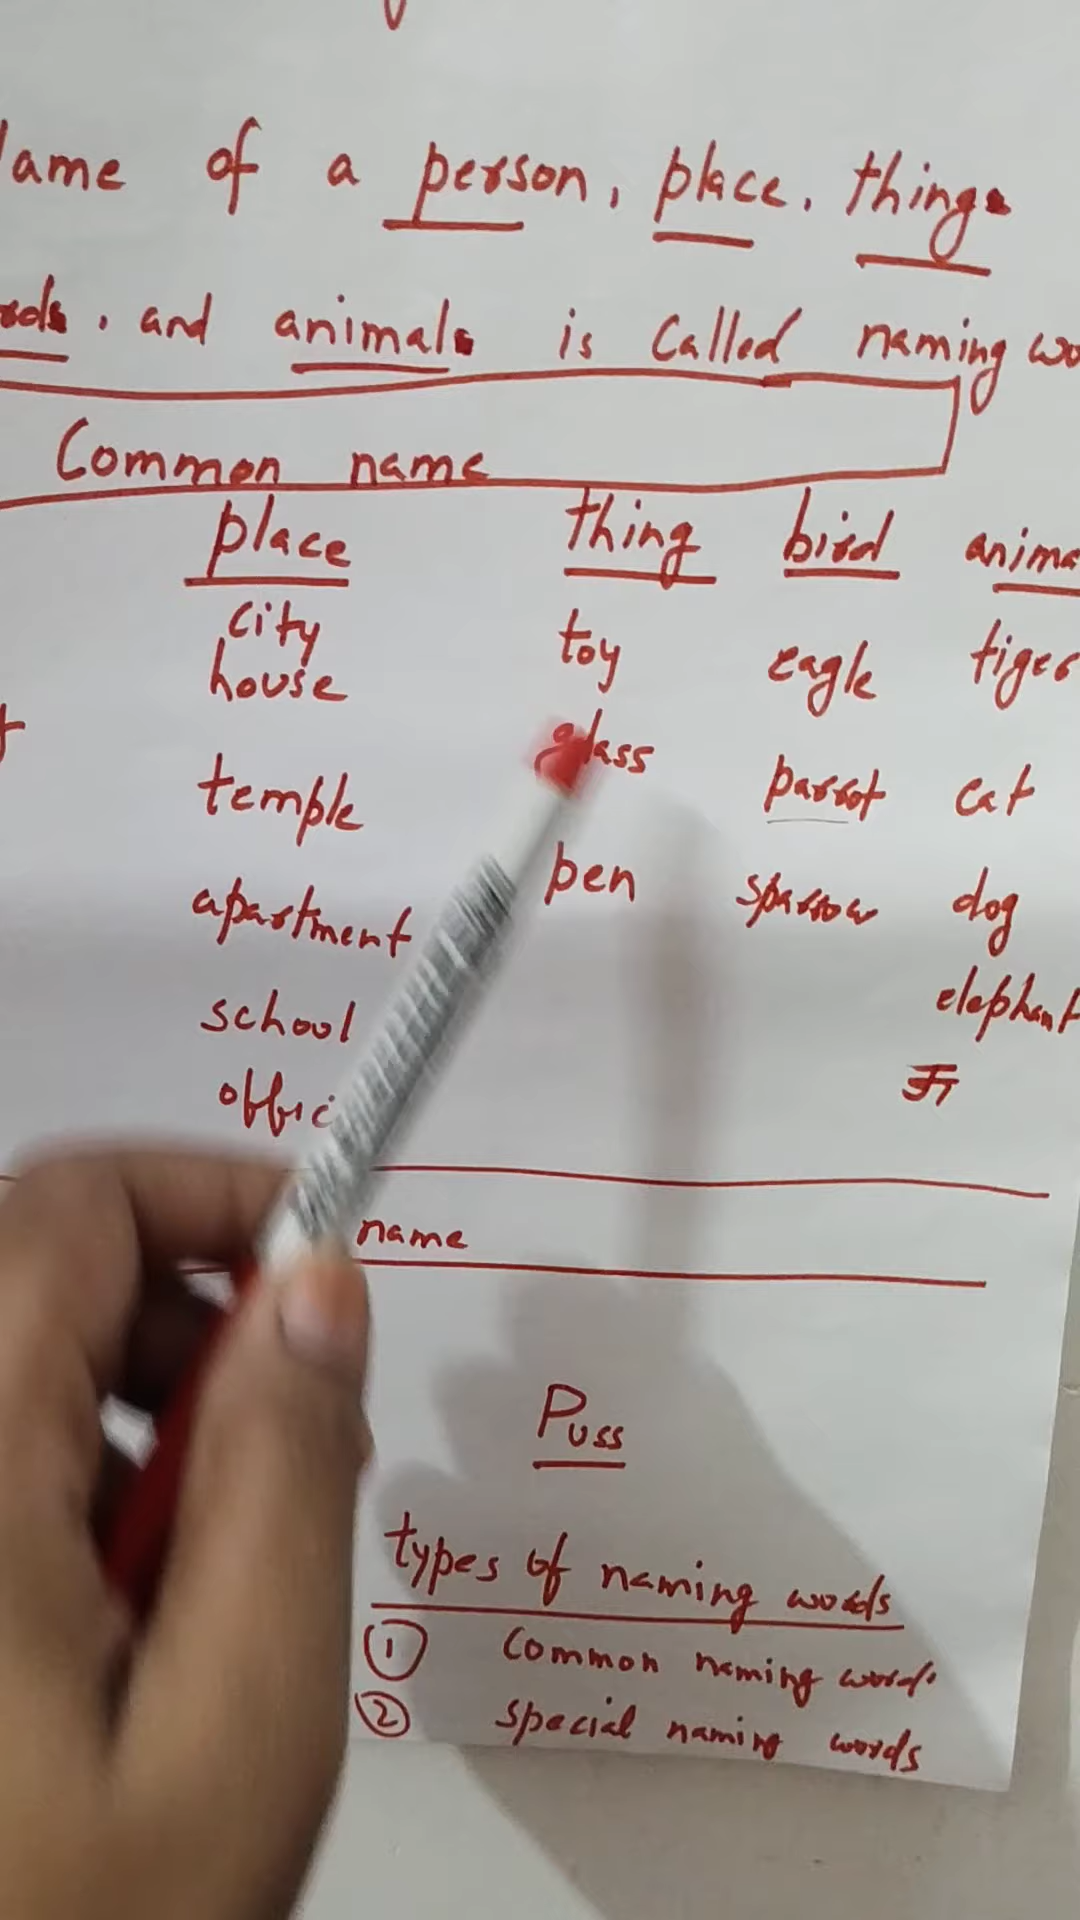 of a person, place, thing
and animals is called naming
Common name
place thing bird
city toy eagle tiger
house
glass
temple parrot cat
pen
apartment sparrow dog
school elephant
name
Puss
types of naming words
1 Common naming words
2 special naming words